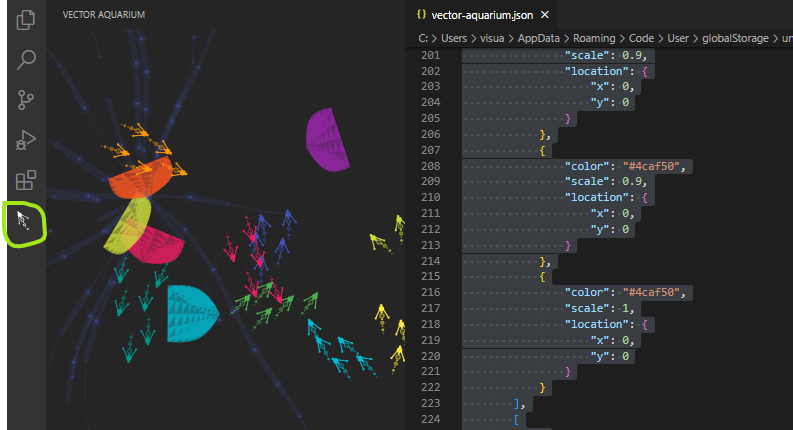 VECTOR AQUARIUM
vector-aquarium.json
C: > Users > visua > AppData > Roaming > Code > User > globalStorage > un
201 "scale": 0.9,
202 "location": {
203 "x": 0,
204 "y": 0
205 }
206 },
207 {
208 "color": "#4caf50",
209 "scale": 0.9,
210 "location": {
211 "x": 0,
212 "y": 0
213 }
214 },
215 {
216 "color": "#4caf50",
217 "scale": 1,
218 "location": {
219 "x": 0,
220 "y": 0
221 }
222 }
223 ],
224 [